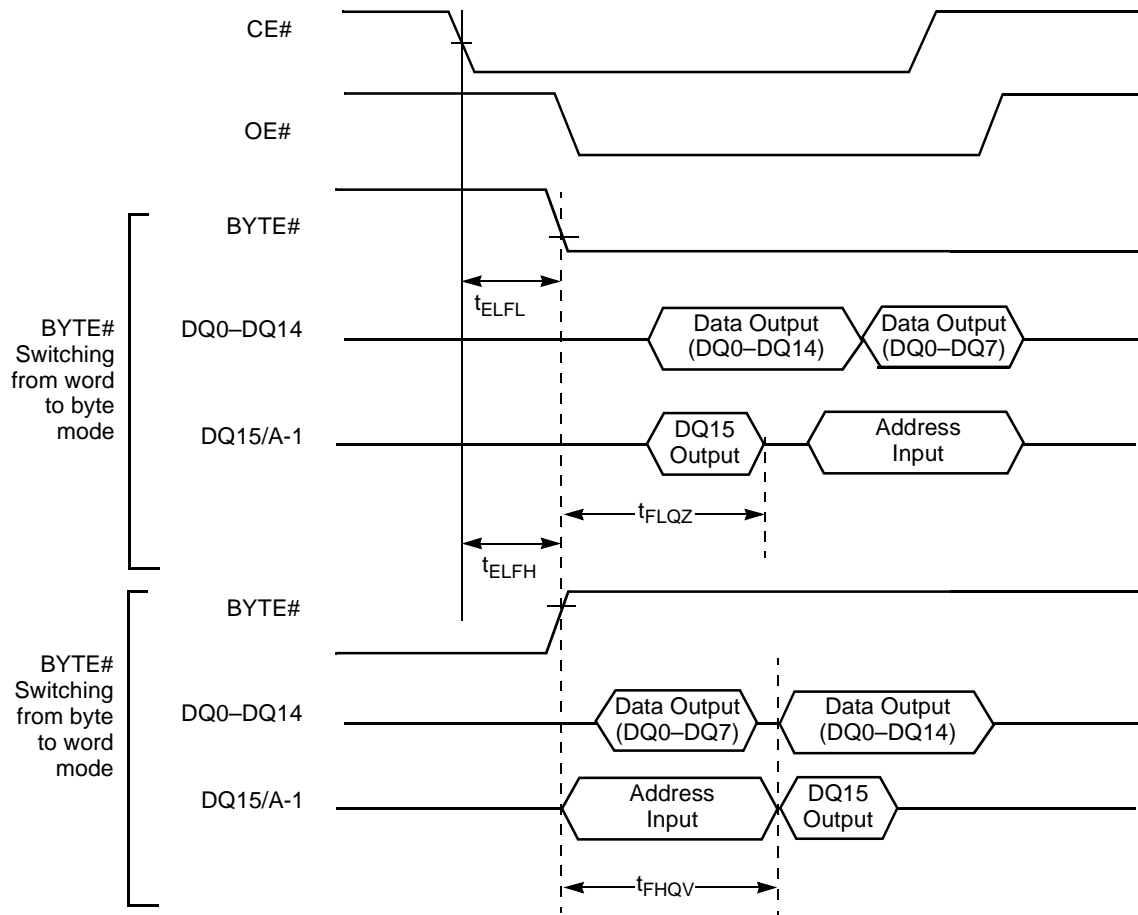 CE#
OE#
BYTE#
tELFL
BYTE#
Switching
from word
to byte
mode
DQ0–DQ14
Data Output
(DQ0–DQ14)
Data Output
(DQ0–DQ7)
DQ15/A-1
DQ15
Output
Address
Input
tFLQZ
tELFH
BYTE#
BYTE#
Switching
from byte
to word
mode
DQ0–DQ14
Data Output
(DQ0–DQ7)
Data Output
(DQ0–DQ14)
DQ15/A-1
Address
Input
DQ15
Output
tFHQV